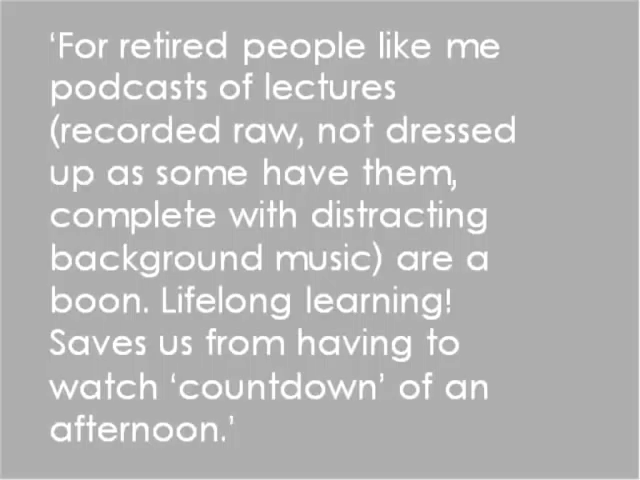 ‘For retired people like me
podcasts of lectures
(recorded raw, not dressed
up as some have them,
complete with distracting
background music) are a
boon. Lifelong learning!
Saves us from having to
watch ‘countdown’ of an
afternoon.’